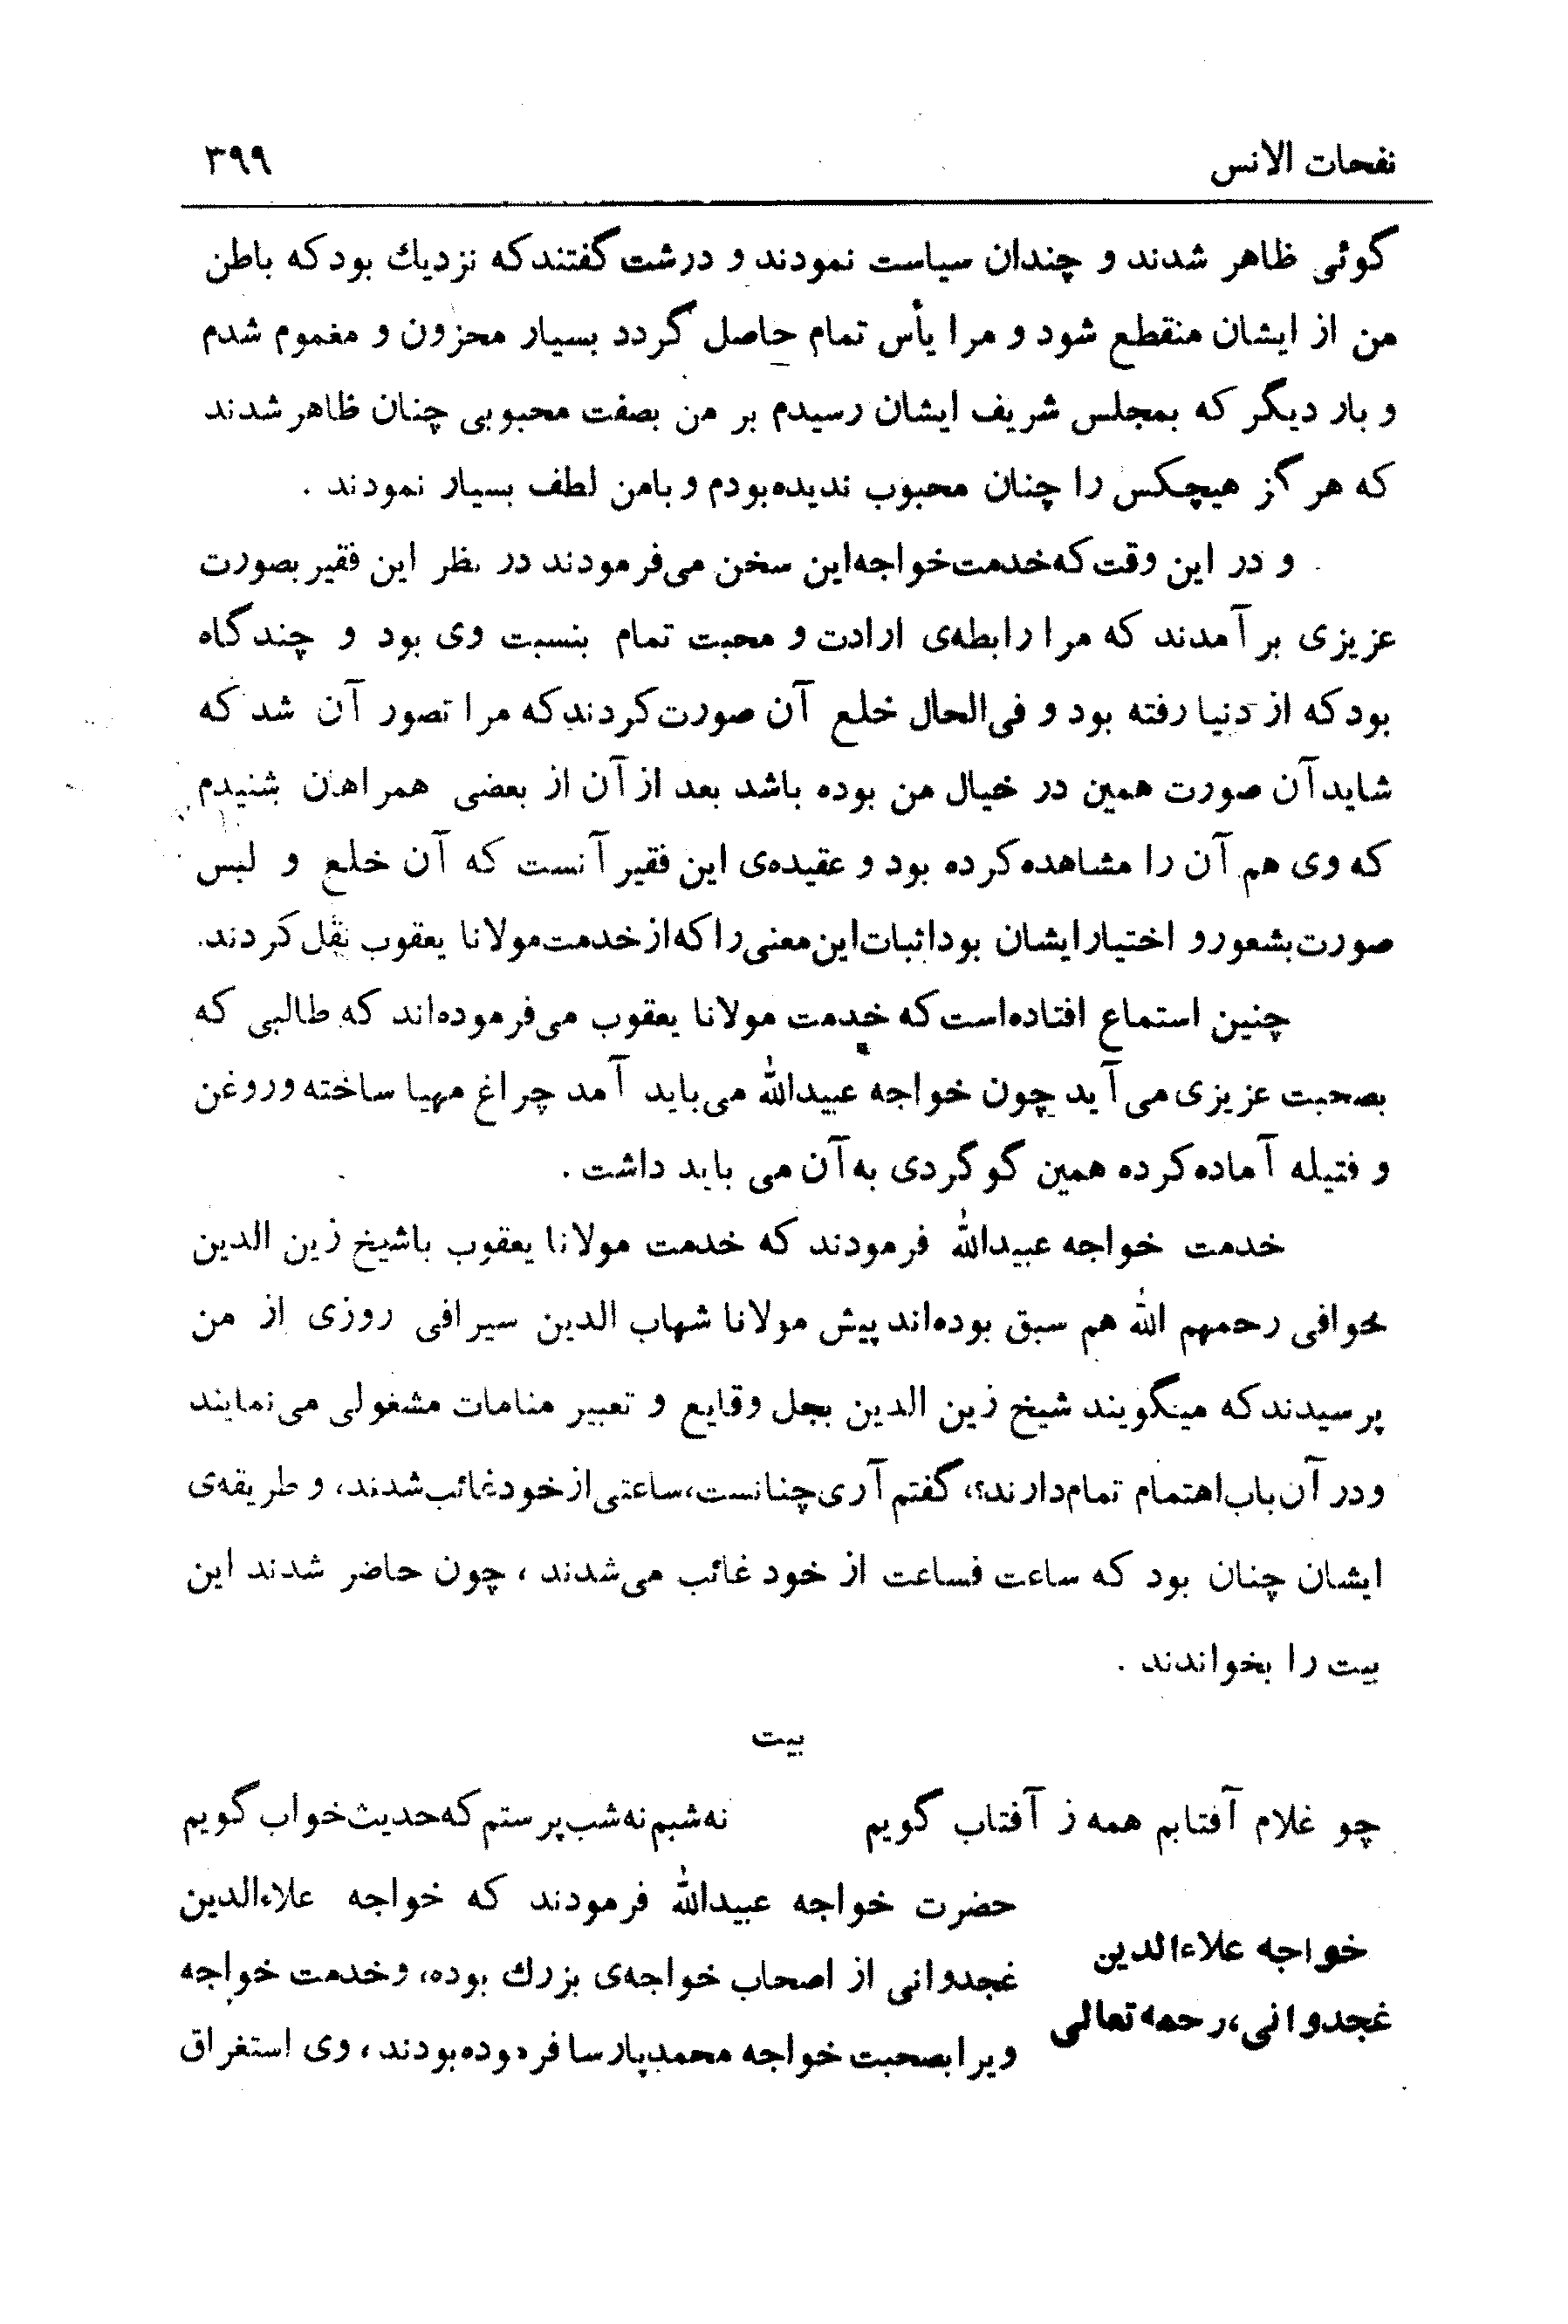 نفحات الانس ۳۹۹
گوئی ظاهر شدند و چندان سیاست نمودند و درشت گفتند که نزدیك بود که باطن
من از ایشان منقطع شود و مرا یأس تمام حاصل گردد بسیار محزون و مغموم شدم
و بار دیگر که بمجلس شریف ایشان رسیدم بر من بصفت محبوبی چنان ظاهر شدند
که هرگز هیچکس را چنان محبوب ندیده‌بودم و بامن لطف بسیار نمودند .
و در این وقت که خدمت خواجه این سخن می‌فرمودند در نظر این فقیر بصورت
عزیزی برآمدند که مرا رابطه‌ی ارادت و محبت تمام بنسبت وی بود و چندگاه
بود که از دنیا رفته بود و فی‌الحال خلع آن صورت کردند که مرا تصور آن شد که
شاید آن صورت همین در خیال من بوده باشد بعد از آن از بعضی همراهان شنیدم
که وی هم آن را مشاهده کرده بود و عقیده‌ی این فقیر آنست که آن خلع و لبس
صورت بشعور و اختیار ایشان بود اثبات این معنی را که از خدمت مولانا یعقوب نقل کردند.
چنین استماع افتاده‌است که خدمت مولانا یعقوب می‌فرموده‌اند که طالبی که
بصحبت عزیزی می‌آید چون خواجه عبیدالله می‌باید آمد چراغ مهیا ساخته و روغن
و فتیله آماده کرده همین گوگردی به آن می باید داشت .
خدمت خواجه عبیدالله فرمودند که خدمت مولانا یعقوب باشیخ زین الدین
خوافی رحمهم الله هم سبق بوده‌اند پیش مولانا شهاب الدین سیرافی روزی از من
پرسیدند که میگویند شیخ زین الدین بحل وقایع و تعبیر منامات مشغولی می‌نمایند
و در آن باب اهتمام تمام دارند؟، گفتم آری چنانست، ساعتی از خود غائب شدند، و طریقه‌ی
ایشان چنان بود که ساعت فساعت از خود غائب می‌شدند ، چون حاضر شدند این
بیت را بخواندند .
بیت
چو غلام آفتابم همه ز آفتاب گویم نه شبم نه شب پرستم که حدیث خواب گویم
خواجه علاءالدین
غجدوانی، رحمه تعالی
حضرت خواجه عبیدالله فرمودند که خواجه علاءالدین
غجدوانی از اصحاب خواجه‌ی بزرك بوده، و خدمت خواجه
ویرا بصحبت خواجه محمدپارسا فرموده بودند ، وی استغراق